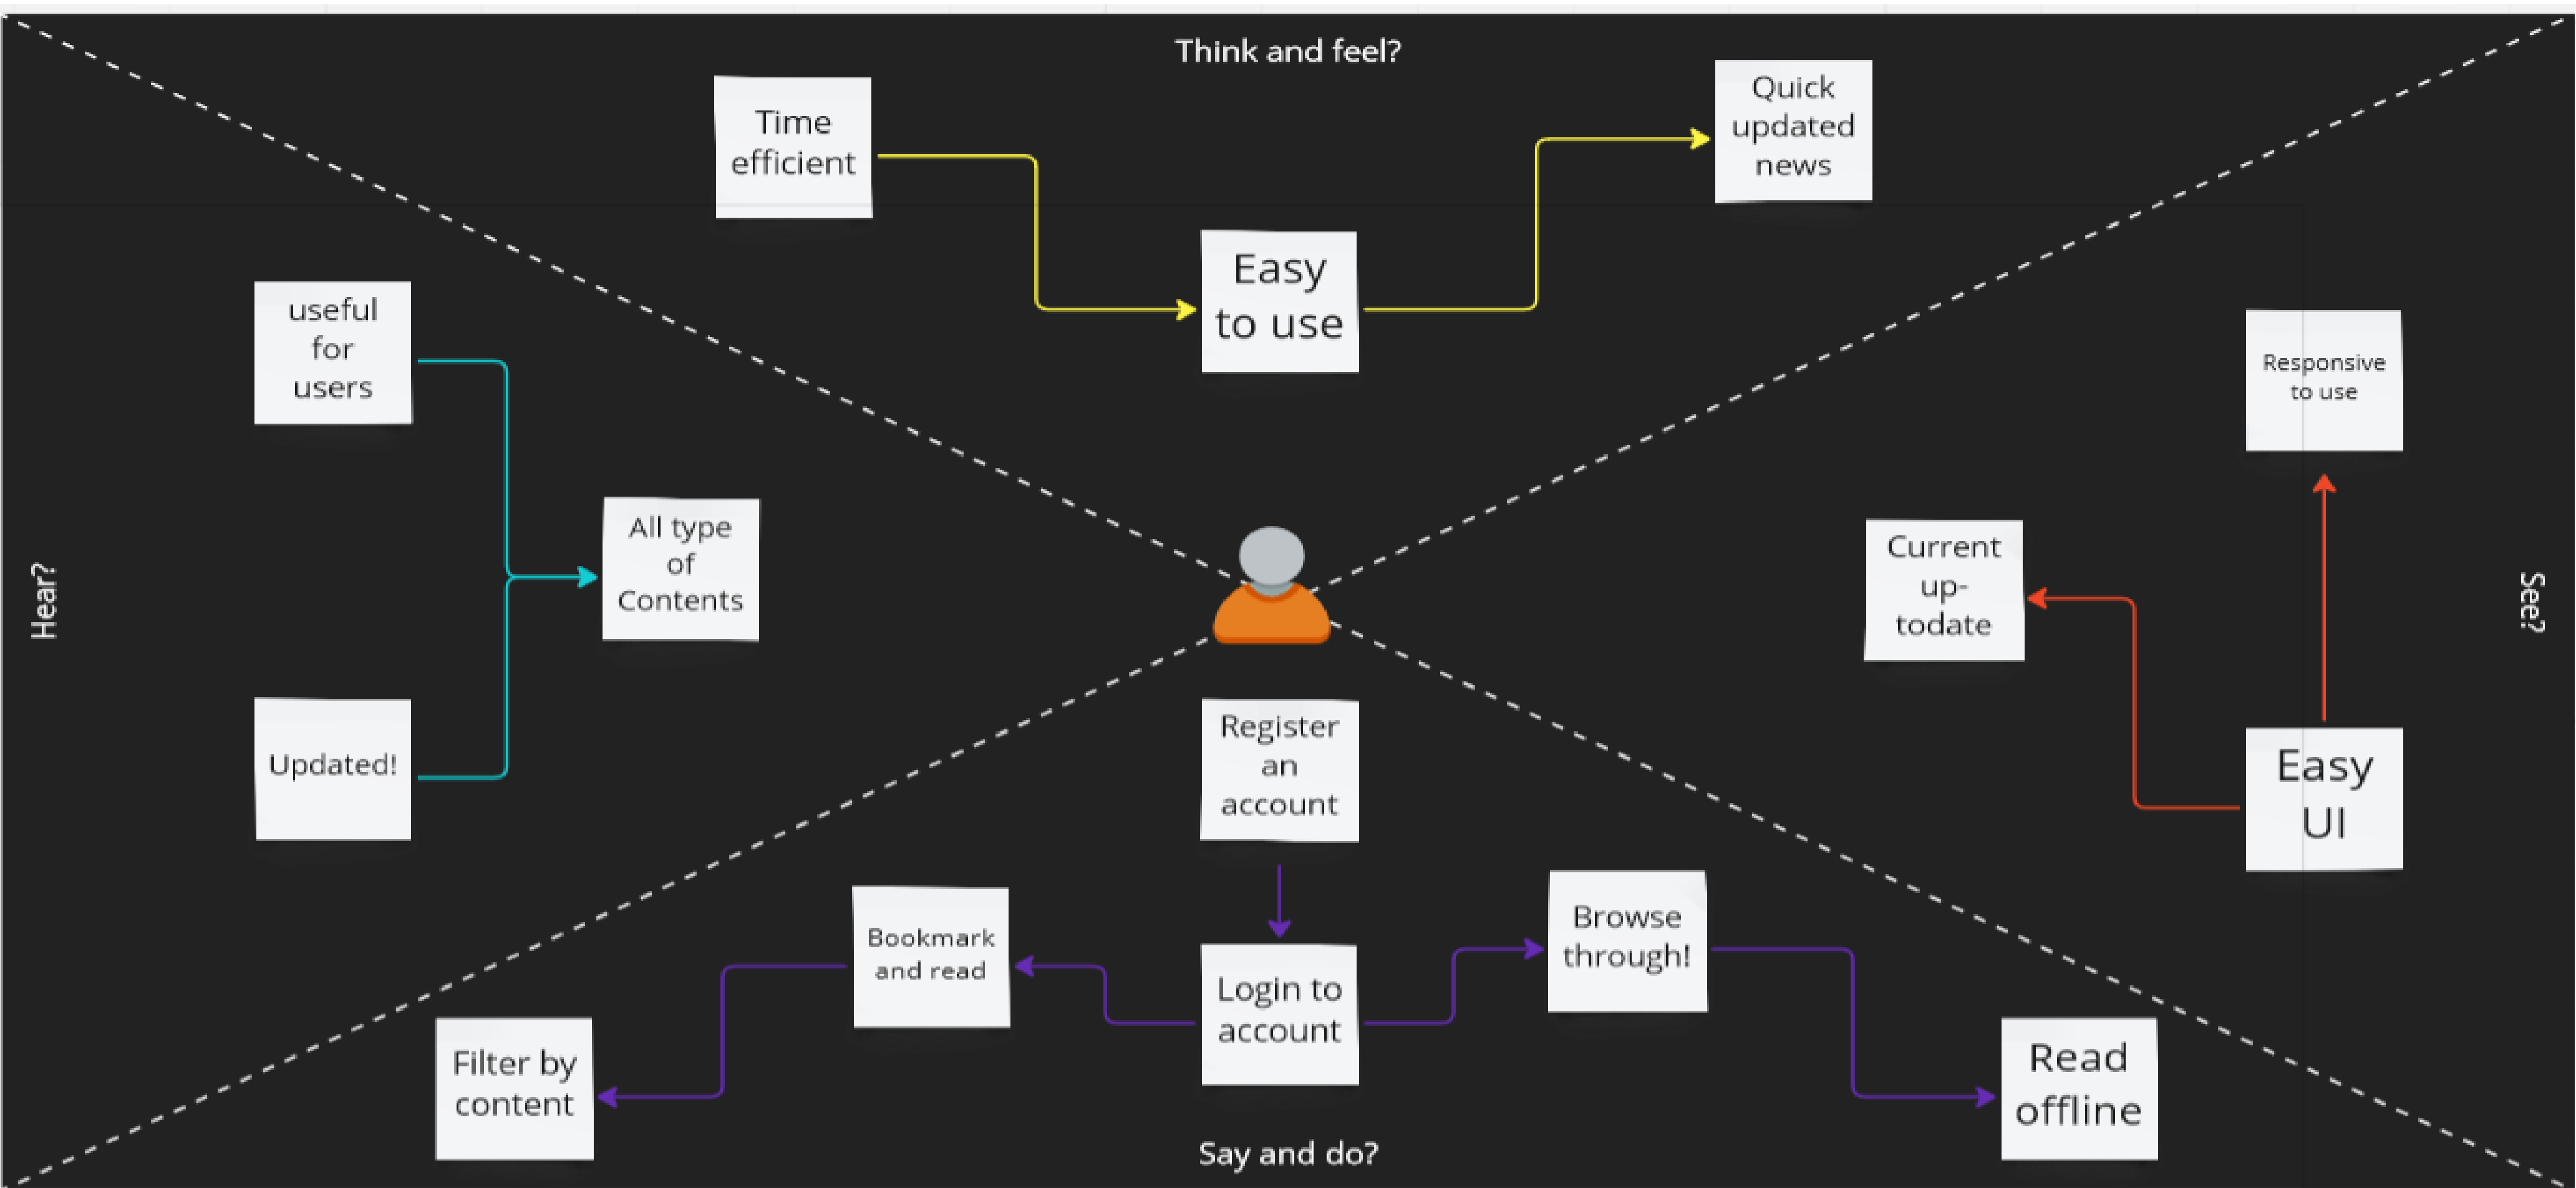 Think and feel?
Time
efficient
Easy
to use
Quick
updated
news
Hear?
useful
for
users
Updated!
All type
of
Contents
See?
Responsive
to use
Current
up-
todate
Easy
UI
Register
an
account
Login to
account
Bookmark
and read
Filter by
content
Browse
through!
Read
offline
Say and do?